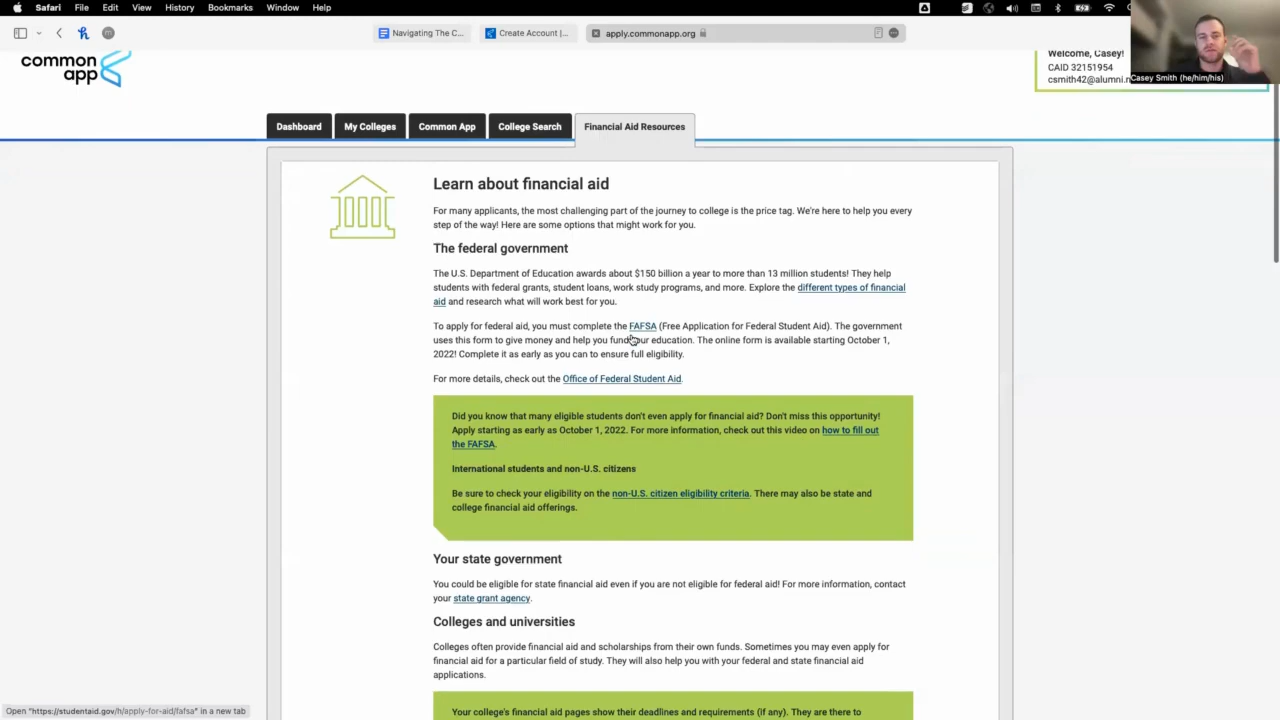 Safari File Edit View History Bookmarks Window Help
Navigating The C... Create Account |... apply.commonapp.org
common
app
Welcome, Casey!
CAID 32151954
csmith42@alumni.n
Casey Smith (he/him/his)
Dashboard My Colleges Common App College Search Financial Aid Resources
Learn about financial aid
For many applicants, the most challenging part of the journey to college is the price tag. We're here to help you every
step of the way! Here are some options that might work for you.
The federal government
The U.S. Department of Education awards about $150 billion a year to more than 13 million students! They help
students with federal grants, student loans, work study programs, and more. Explore the different types of financial
aid and research what will work best for you.
To apply for federal aid, you must complete the FAFSA (Free Application for Federal Student Aid). The government
uses this form to give money and help you fund your education. The online form is available starting October 1,
2022! Complete it as early as you can to ensure full eligibility.
For more details, check out the Office of Federal Student Aid.
Did you know that many eligible students don't even apply for financial aid? Don't miss this opportunity!
Apply starting as early as October 1, 2022. For more information, check out this video on how to fill out
the FAFSA.
International students and non-U.S. citizens
Be sure to check your eligibility on the non-U.S. citizen eligibility criteria. There may also be state and
college financial aid offerings.
Your state government
You could be eligible for state financial aid even if you are not eligible for federal aid! For more information, contact
your state grant agency.
Colleges and universities
Colleges often provide financial aid and scholarships from their own funds. Sometimes you may even apply for
financial aid for a particular field of study. They will also help you with your federal and state financial aid
applications.
Your college's financial aid pages show their deadlines and requirements (if any). They are there to
Open "https://studentaid.gov/h/apply-for-aid/fafsa" in a new tab